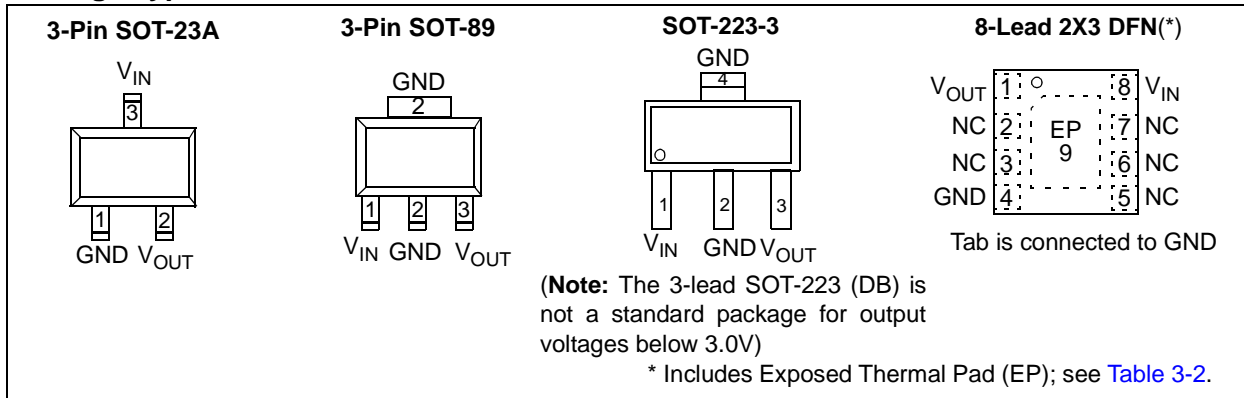 3-Pin SOT-23A
VIN
3
1 2
GND VOUT
3-Pin SOT-89
GND
2
1 2 3
VIN GND VOUT
SOT-223-3
GND
4
1 2 3
VIN GND VOUT
(Note: The 3-lead SOT-223 (DB) is
not a standard package for output
voltages below 3.0V)
8-Lead 2X3 DFN(*)
VOUT 1 8 VIN
NC 2 EP 7 NC
NC 3 9 6 NC
GND 4 5 NC
Tab is connected to GND
* Includes Exposed Thermal Pad (EP); see Table 3-2.